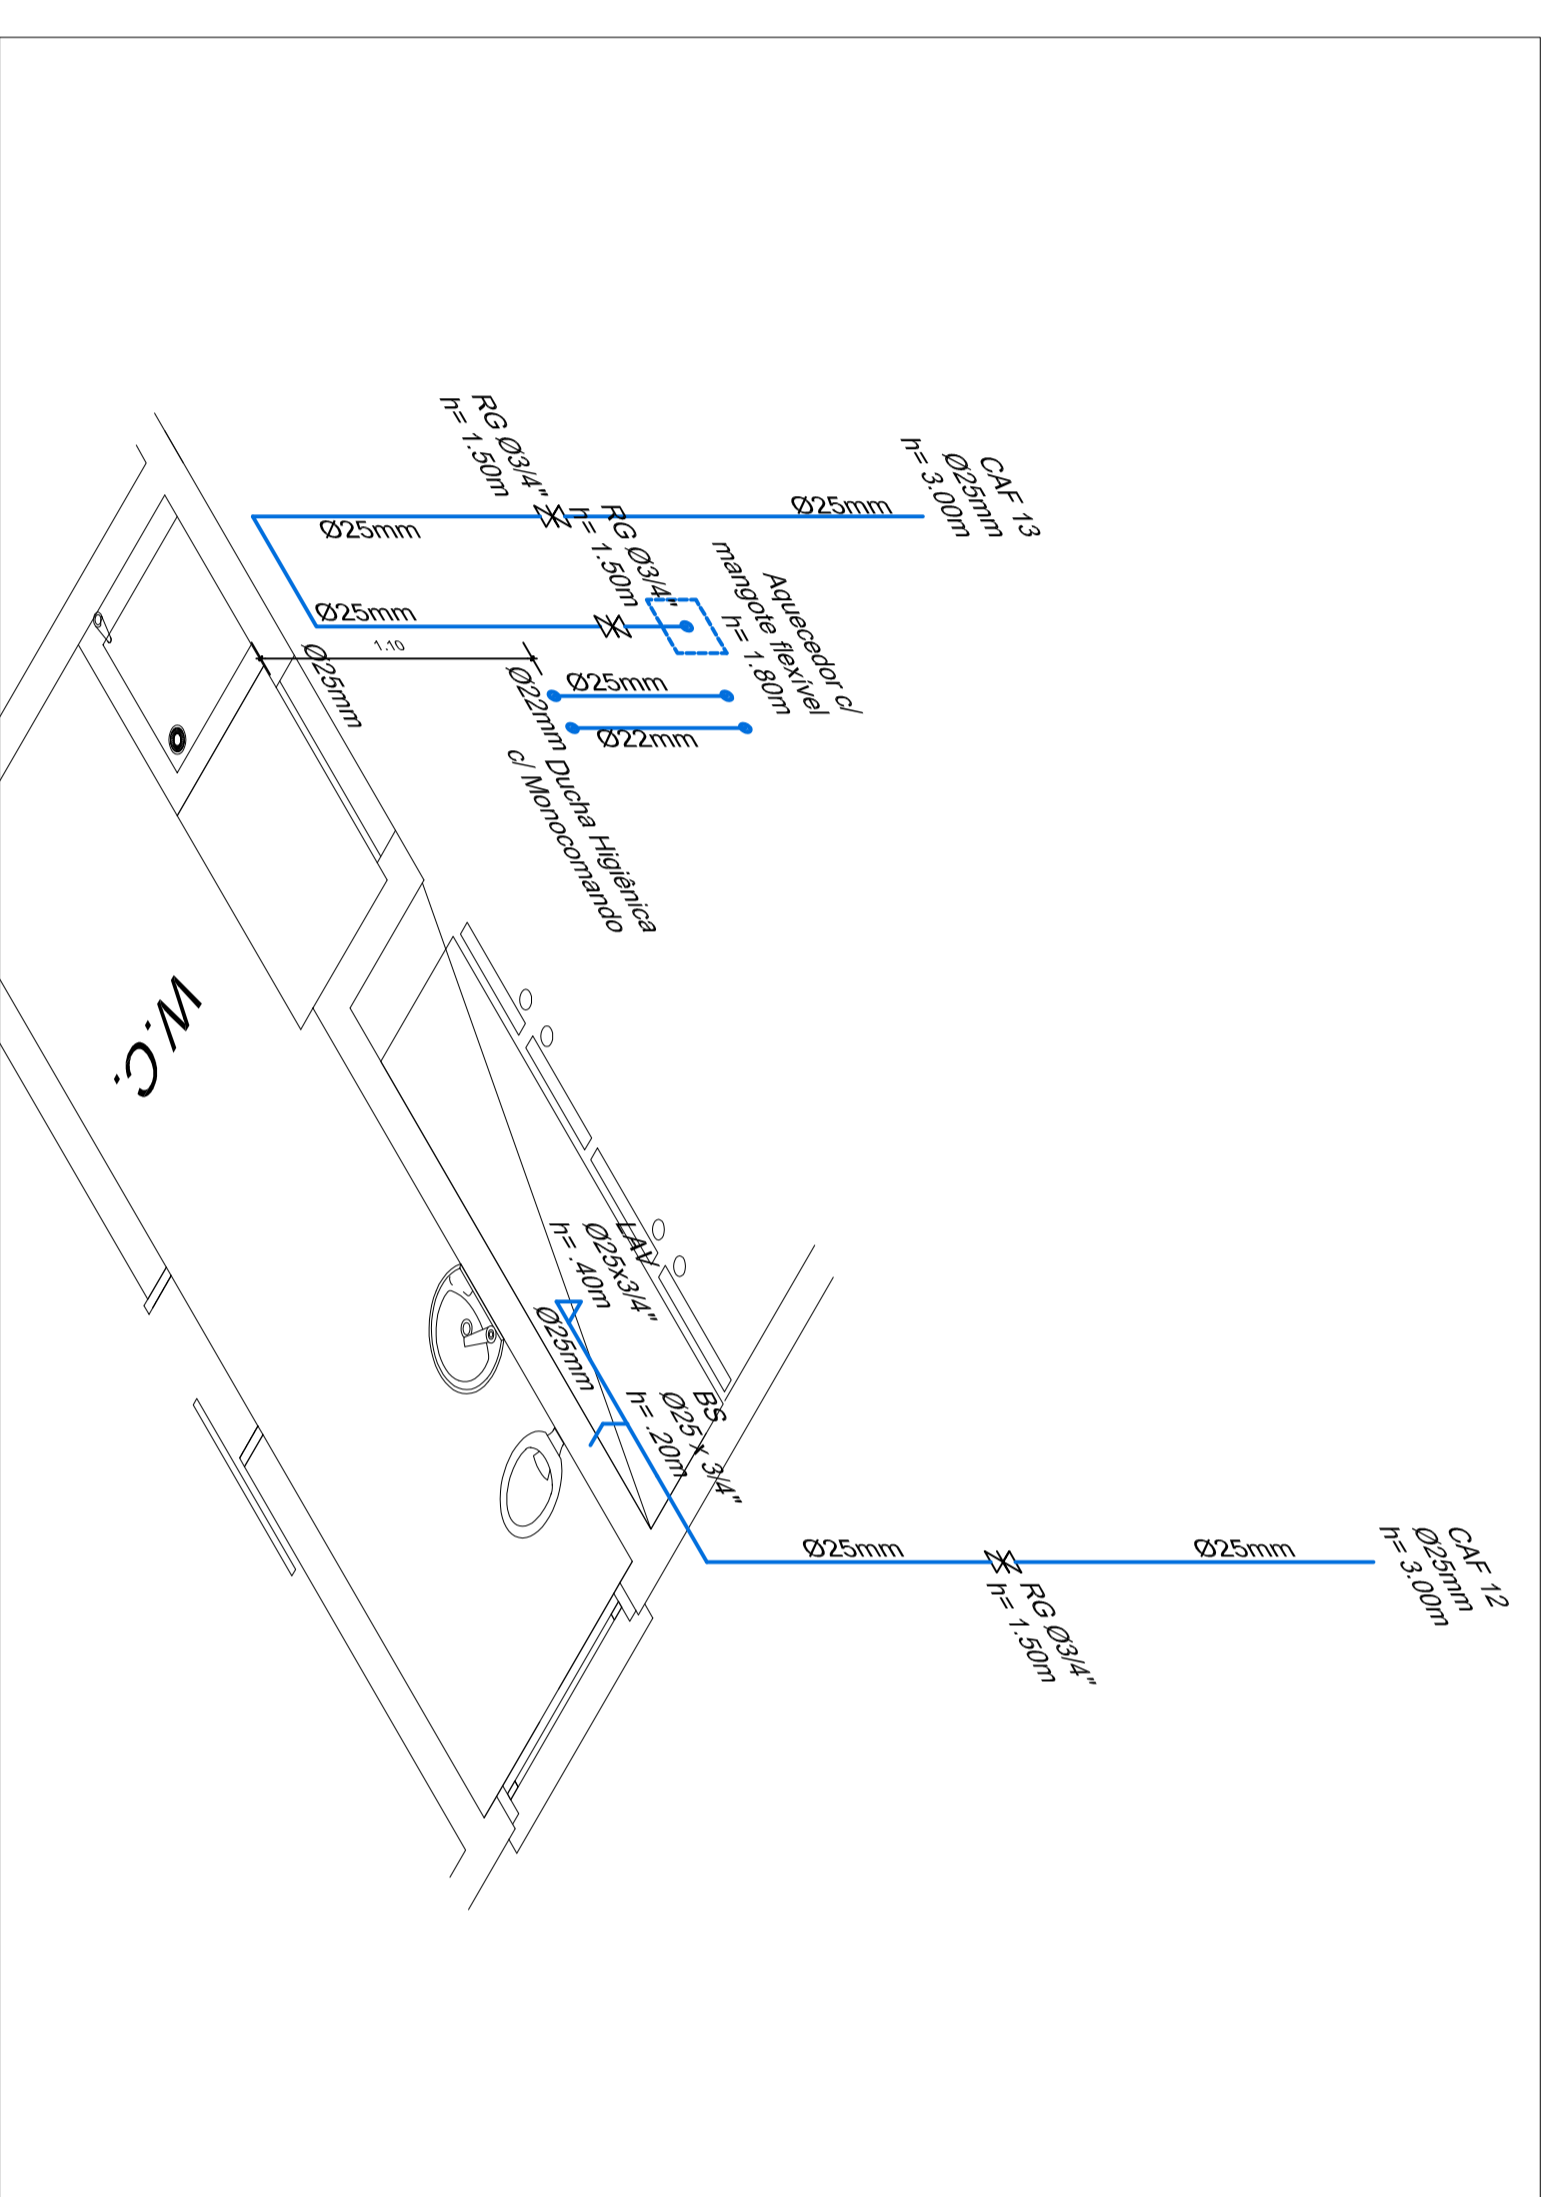 CAF 13
Ø25mm
h= 3.00m
Ø25mm
RG Ø3/4"
h= 1.50m
Ø25mm
RG Ø3/4"
h= 1.50m
Ø25mm
Ø25mm
1.10
Aquecedor c/
mangote flexível
h= 1.80m
Ø25mm
Ø22mm
Ø22mm Ducha Higiênica
c/ Monocomando
W.C.
LAV
Ø25x3/4"
h= .40m
Ø25mm
BS
Ø25 x 3/4"
h= .20m
CAF 12
Ø25mm
h= 3.00m
Ø25mm
RG Ø3/4"
h= 1.50m
Ø25mm